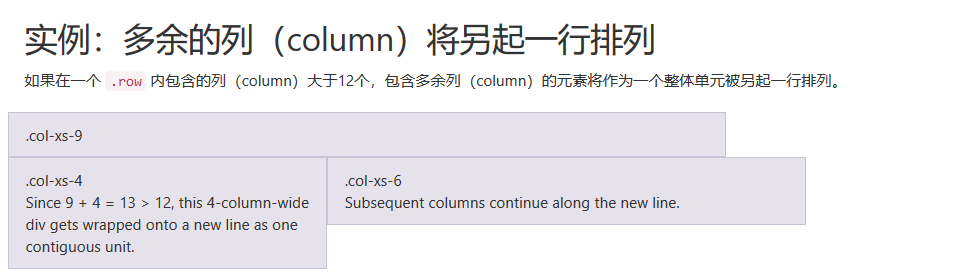 实例：多余的列（column）将另起一行排列
如果在一个 .row 内包含的列（column）大于12个，包含多余列（column）的元素将作为一个整体单元被另起一行排列。
.col-xs-9
.col-xs-4
Since 9 + 4 = 13 > 12, this 4-column-wide
div gets wrapped onto a new line as one
contiguous unit.
.col-xs-6
Subsequent columns continue along the new line.